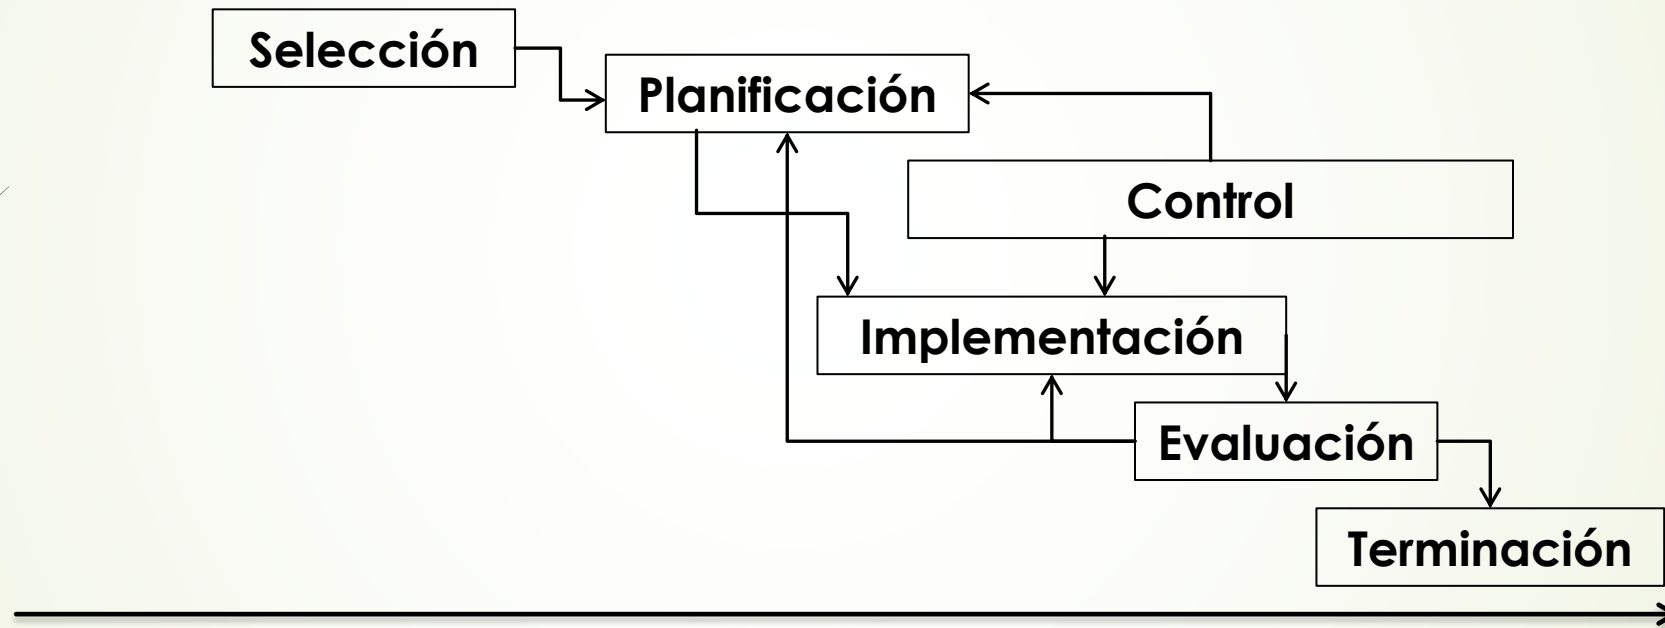 Selección
Planificación
Control
Implementación
Evaluación
Terminación